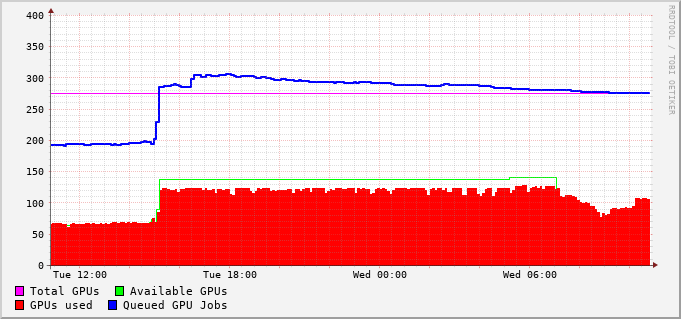 400
350
300
250
200
150
100
50
0
Tue 12:00 Tue 18:00 Wed 00:00 Wed 06:00
Total GPUs Available GPUs
GPUs used Queued GPU Jobs
RRDTOOL / TOBI OETIKER